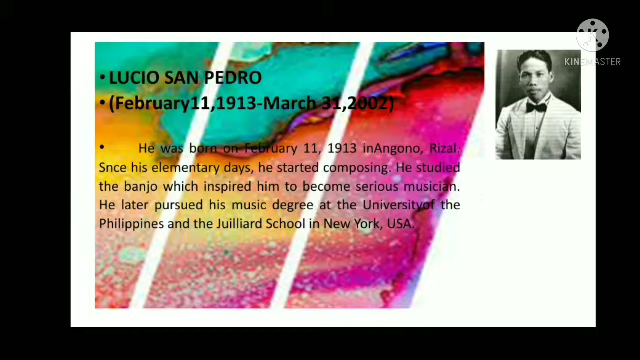 KINEMASTER
• LUCIO SAN PEDRO
• (February11,1913-March 31,2002)
• He was born on February 11, 1913 inAngono, Rizal.
Snce his elementary days, he started composing. He studied
the banjo which inspired him to become serious musician.
He later pursued his music degree at the Universityof the
Philippines and the Juilliard School in New York, USA.